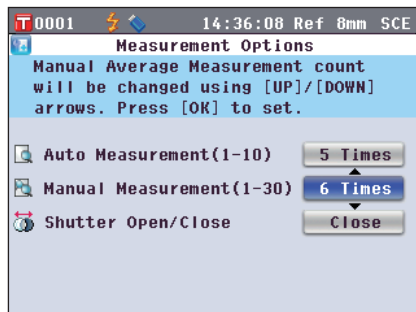 T 0001 14:36:08 Ref 8mm SCE
Measurement Options
Manual Average Measurement count
will be changed using [UP]/[DOWN]
arrows. Press [OK] to set.
Auto Measurement(1-10) 5 Times
Manual Measurement(1-30) 6 Times
Shutter Open/Close Close